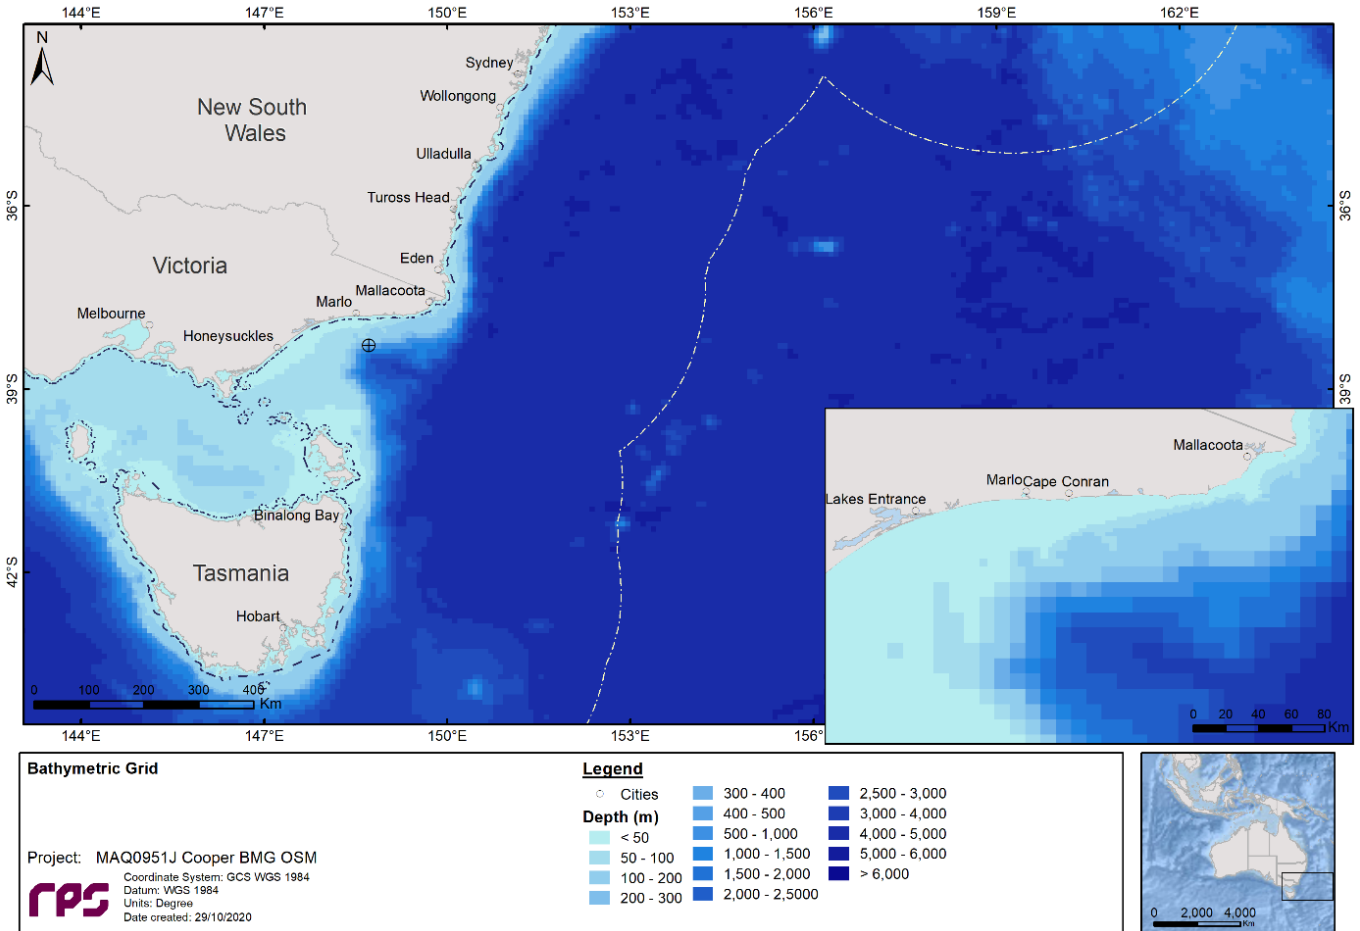 144°E 147°E 150°E 153°E 156°E 159°E 162°E
N
Sydney
Wollongong
New South
Wales
Ulladulla
Tuross Head
36°S
36°S
Eden
Victoria
Mallacoota
Marlo
Melbourne
Honeysuckles
39°S
39°S
Binalong Bay
42°S
Tasmania
Hobart
0 100 200 300 400
Km
144°E 147°E 150°E 153°E 156°E
Mallacoota
Marlo Cape Conran
Lakes Entrance
0 20 40 60 80
Km
Bathymetric Grid
Project: MAQ0951J Cooper BMG OSM
rps
Coordinate System: GCS WGS 1984
Datum: WGS 1984
Units: Degree
Date created: 29/10/2020
Legend
Cities
Depth (m)
< 50
50 - 100
100 - 200
200 - 300
300 - 400
400 - 500
500 - 1,000
1,000 - 1,500
1,500 - 2,000
2,000 - 2,5000
2,500 - 3,000
3,000 - 4,000
4,000 - 5,000
5,000 - 6,000
> 6,000
0 2,000 4,000
Km